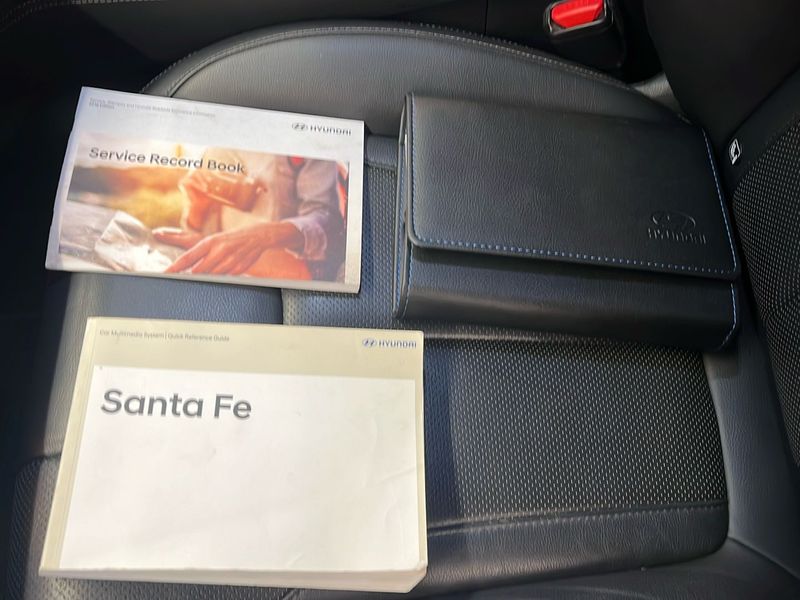 HYUNDAI
Service Record Book
HYUNDAI
Car Multimedia System | Quick Reference Guide
HYUNDAI
Santa Fe